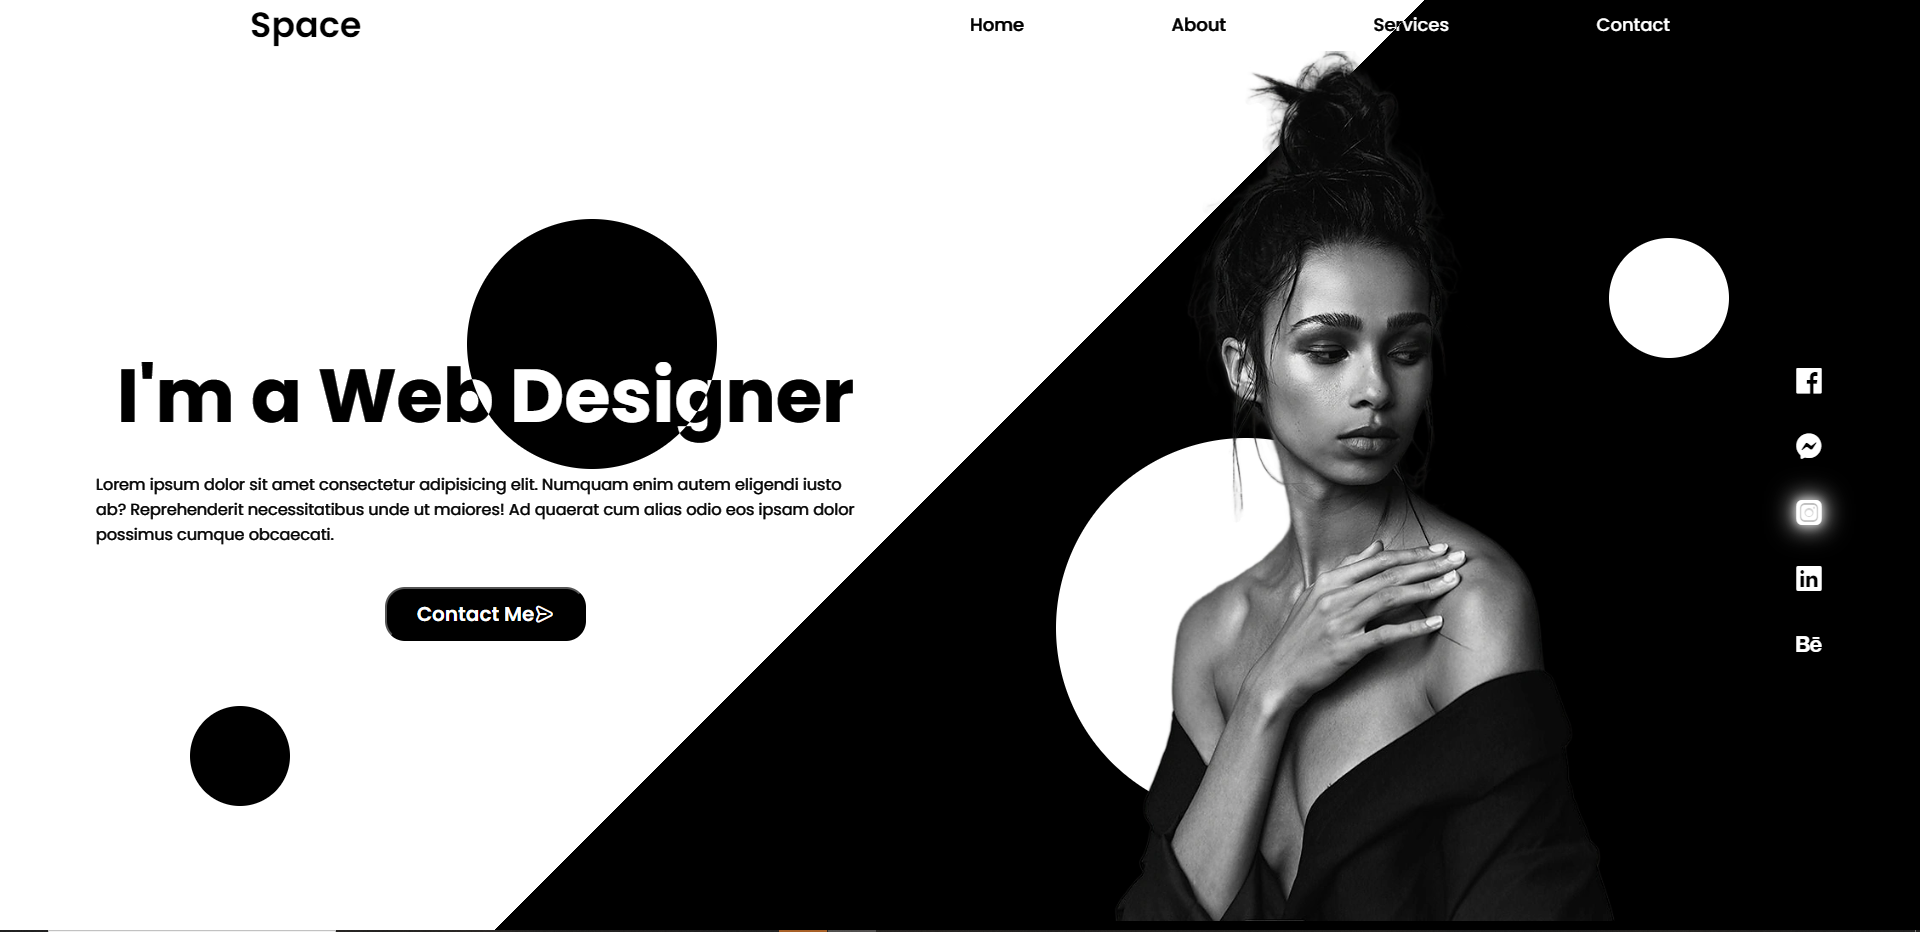 Space
Home
About
Services
Contact
I'm a Web Designer
Lorem ipsum dolor sit amet consectetur adipisicing elit. Numquam enim autem eligendi iusto
ab? Reprehenderit necessitatibus unde ut maiores! Ad quaerat cum alias odio eos ipsam dolor
possimus cumque obcaecati.
Contact Me
in
Bē